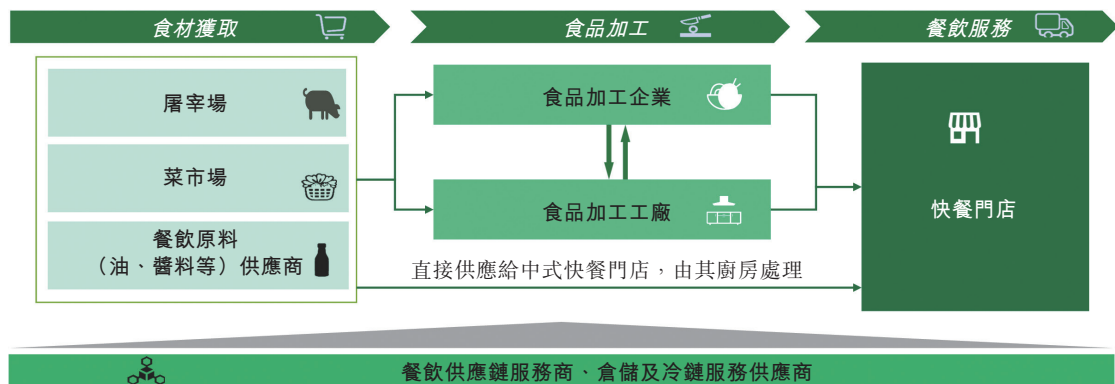 食材獲取
食品加工
餐飲服務
屠宰場
菜市場
餐飲原料
（油、醬料等）供應商
食品加工企業
食品加工工廠
直接供應給中式快餐門店，由其廚房處理
快餐門店
餐飲供應鏈服務商、倉儲及冷鏈服務供應商